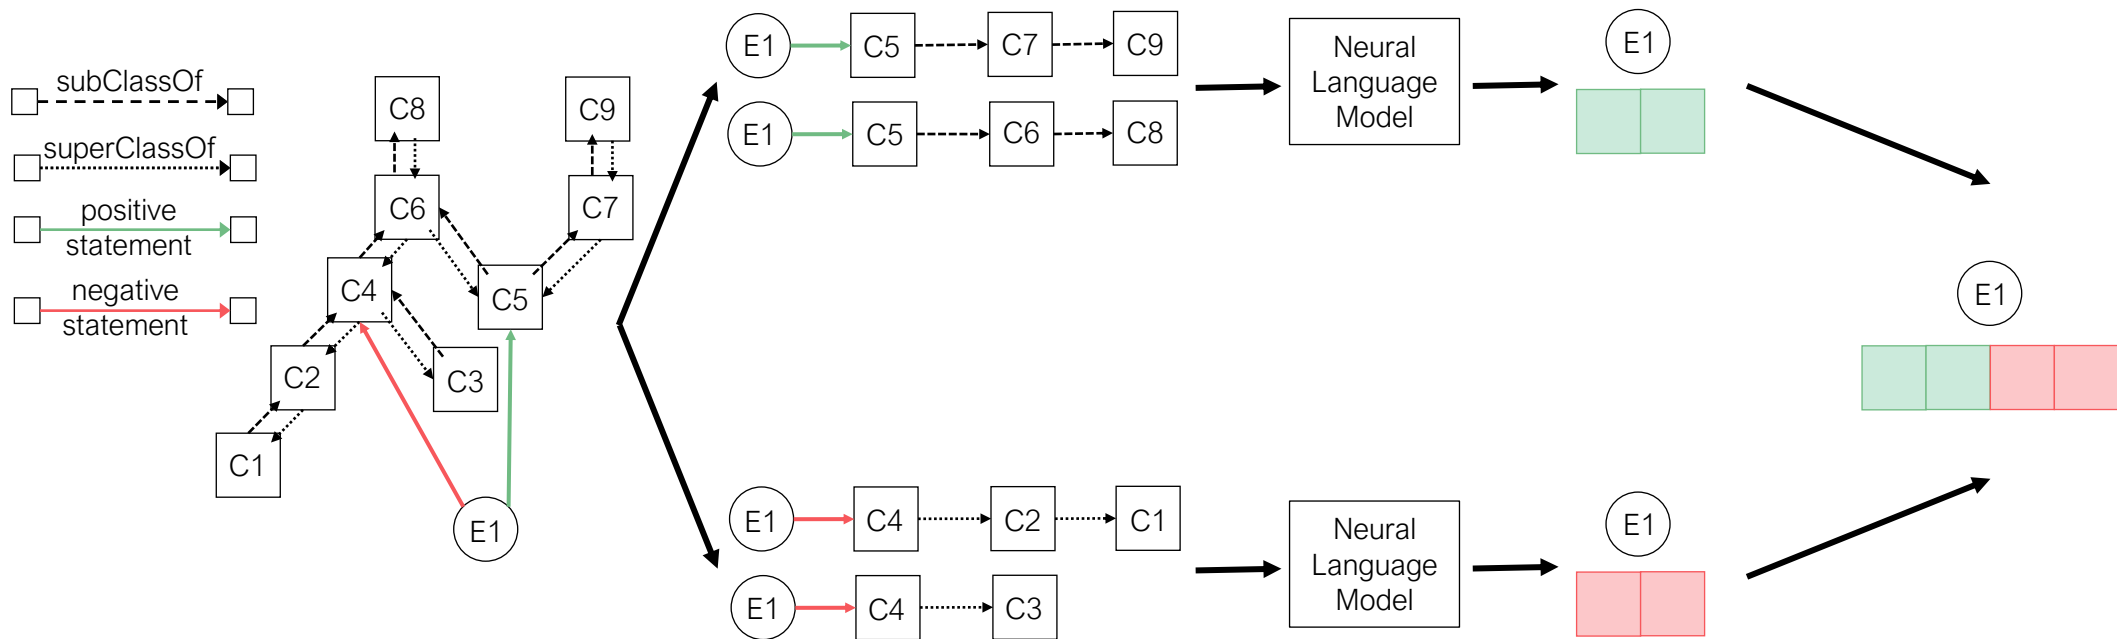 subClassOf
superClassOf
positive
statement
negative
statement
C8
C9
C6
C7
C4
C5
C2
C3
C1
E1
E1 C5 C7 C9
E1 C5 C6 C8
Neural
Language
Model
E1
E1 C4 C2 C1
E1 C4 C3
Neural
Language
Model
E1
E1